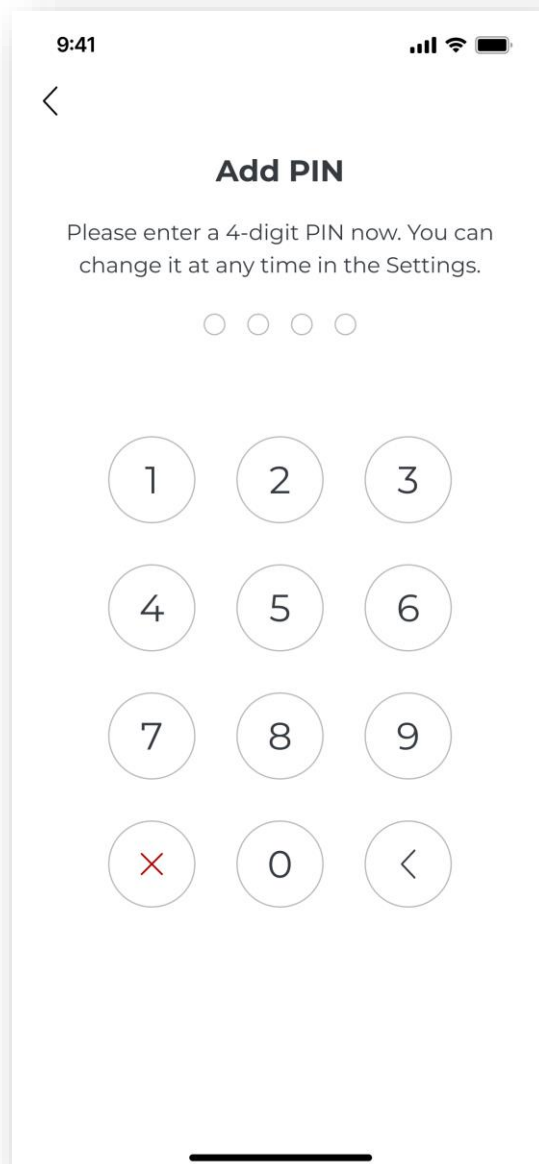 9:41
Add PIN
Please enter a 4-digit PIN now. You can
change it at any time in the Settings.
1 2 3
4 5 6
7 8 9
0